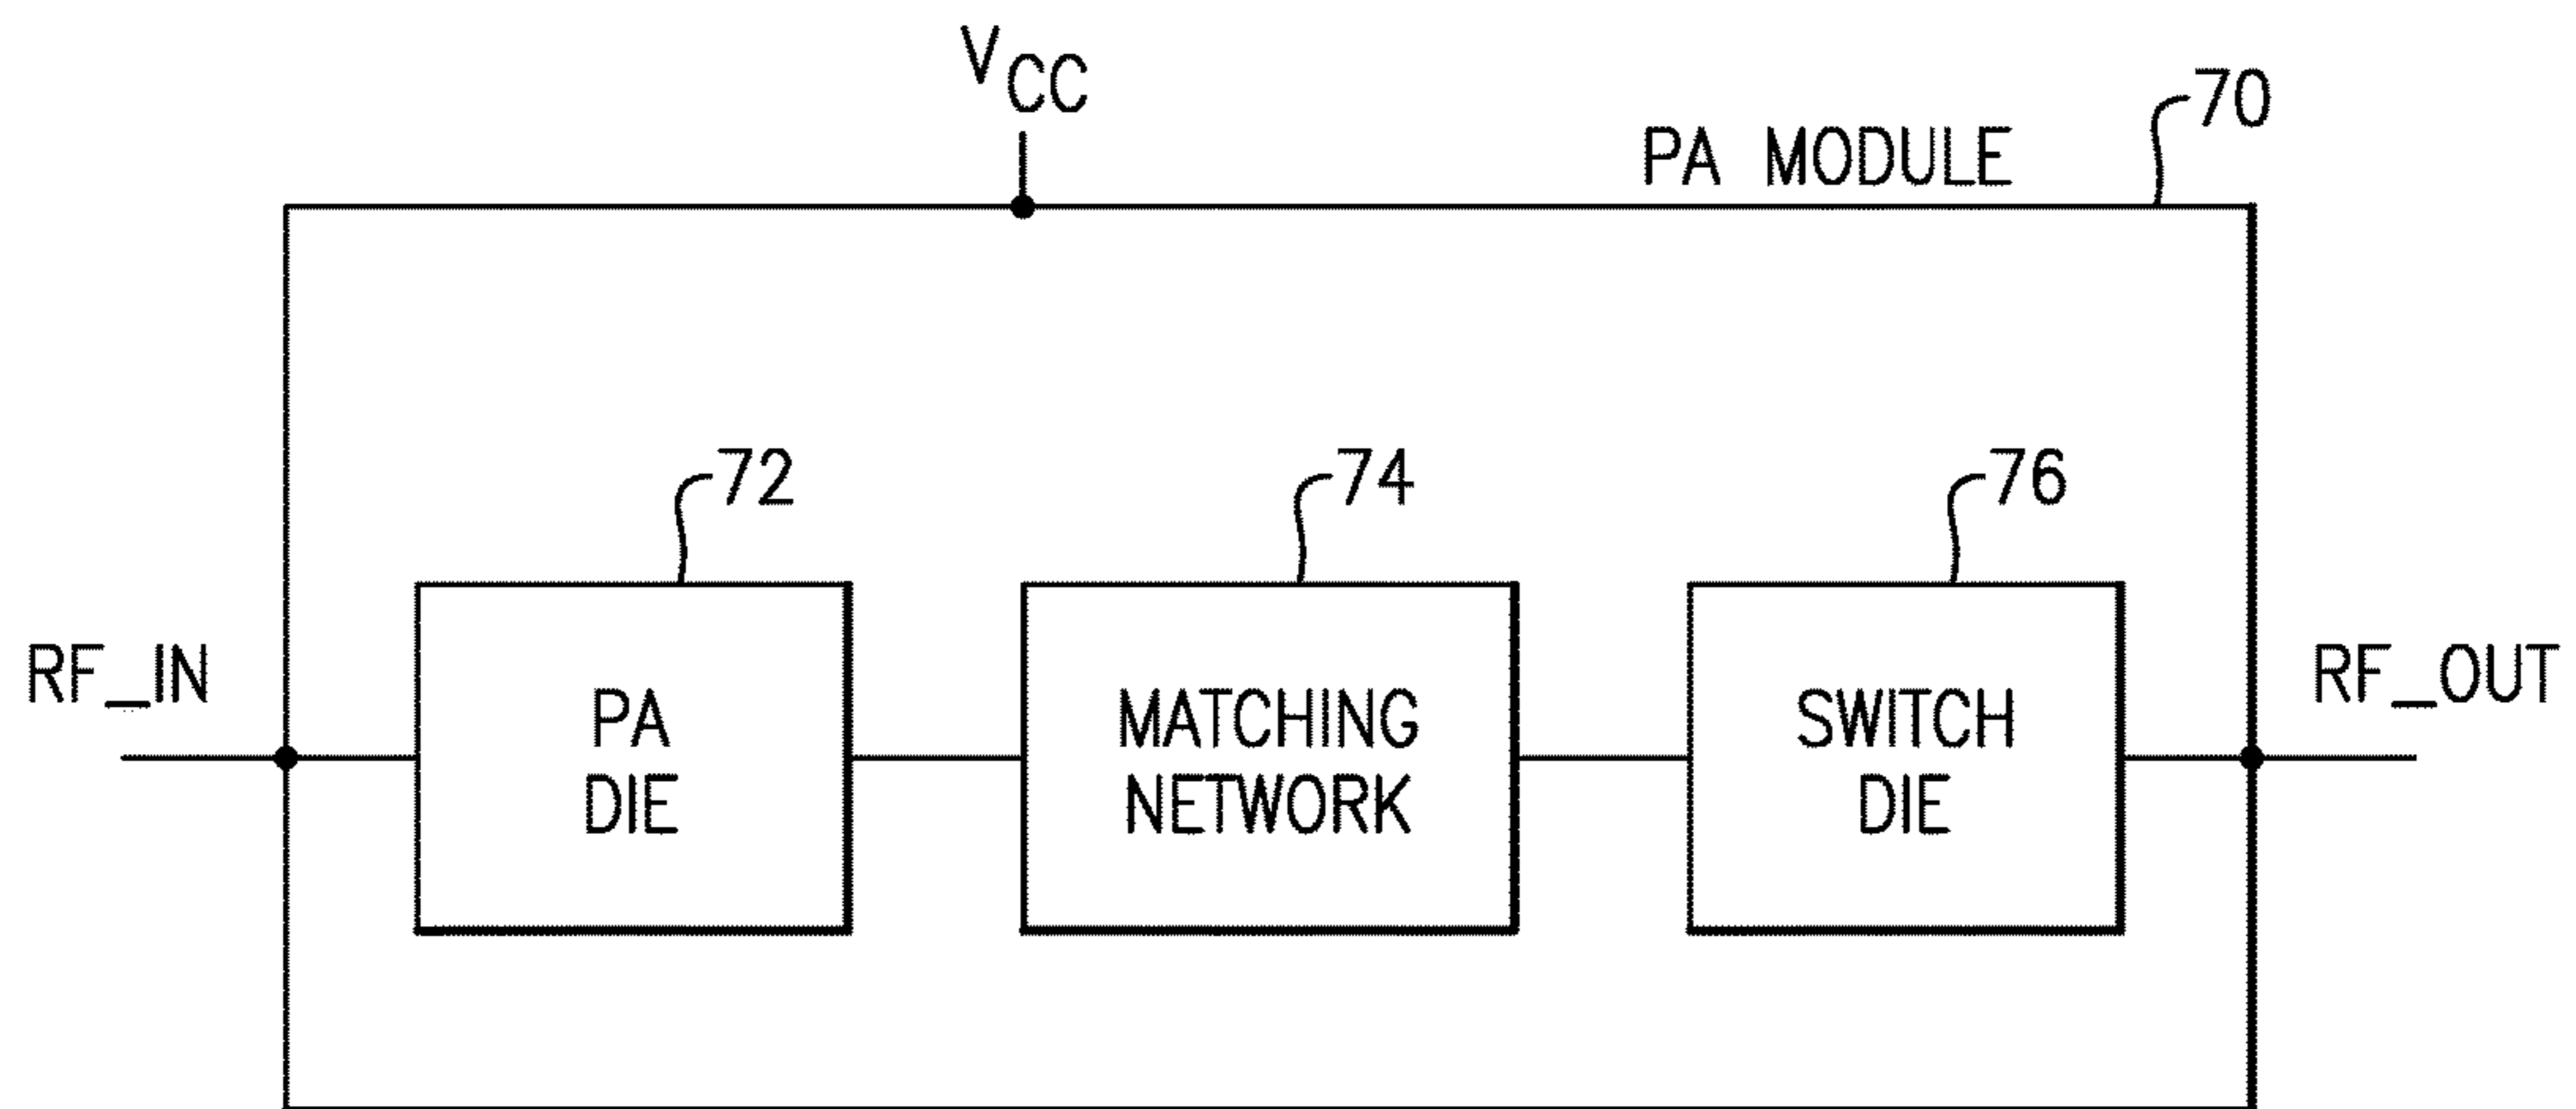 VCC
70
PA MODULE
72
74
76
RF_IN
PA
DIE
MATCHING
NETWORK
SWITCH
DIE
RF_OUT